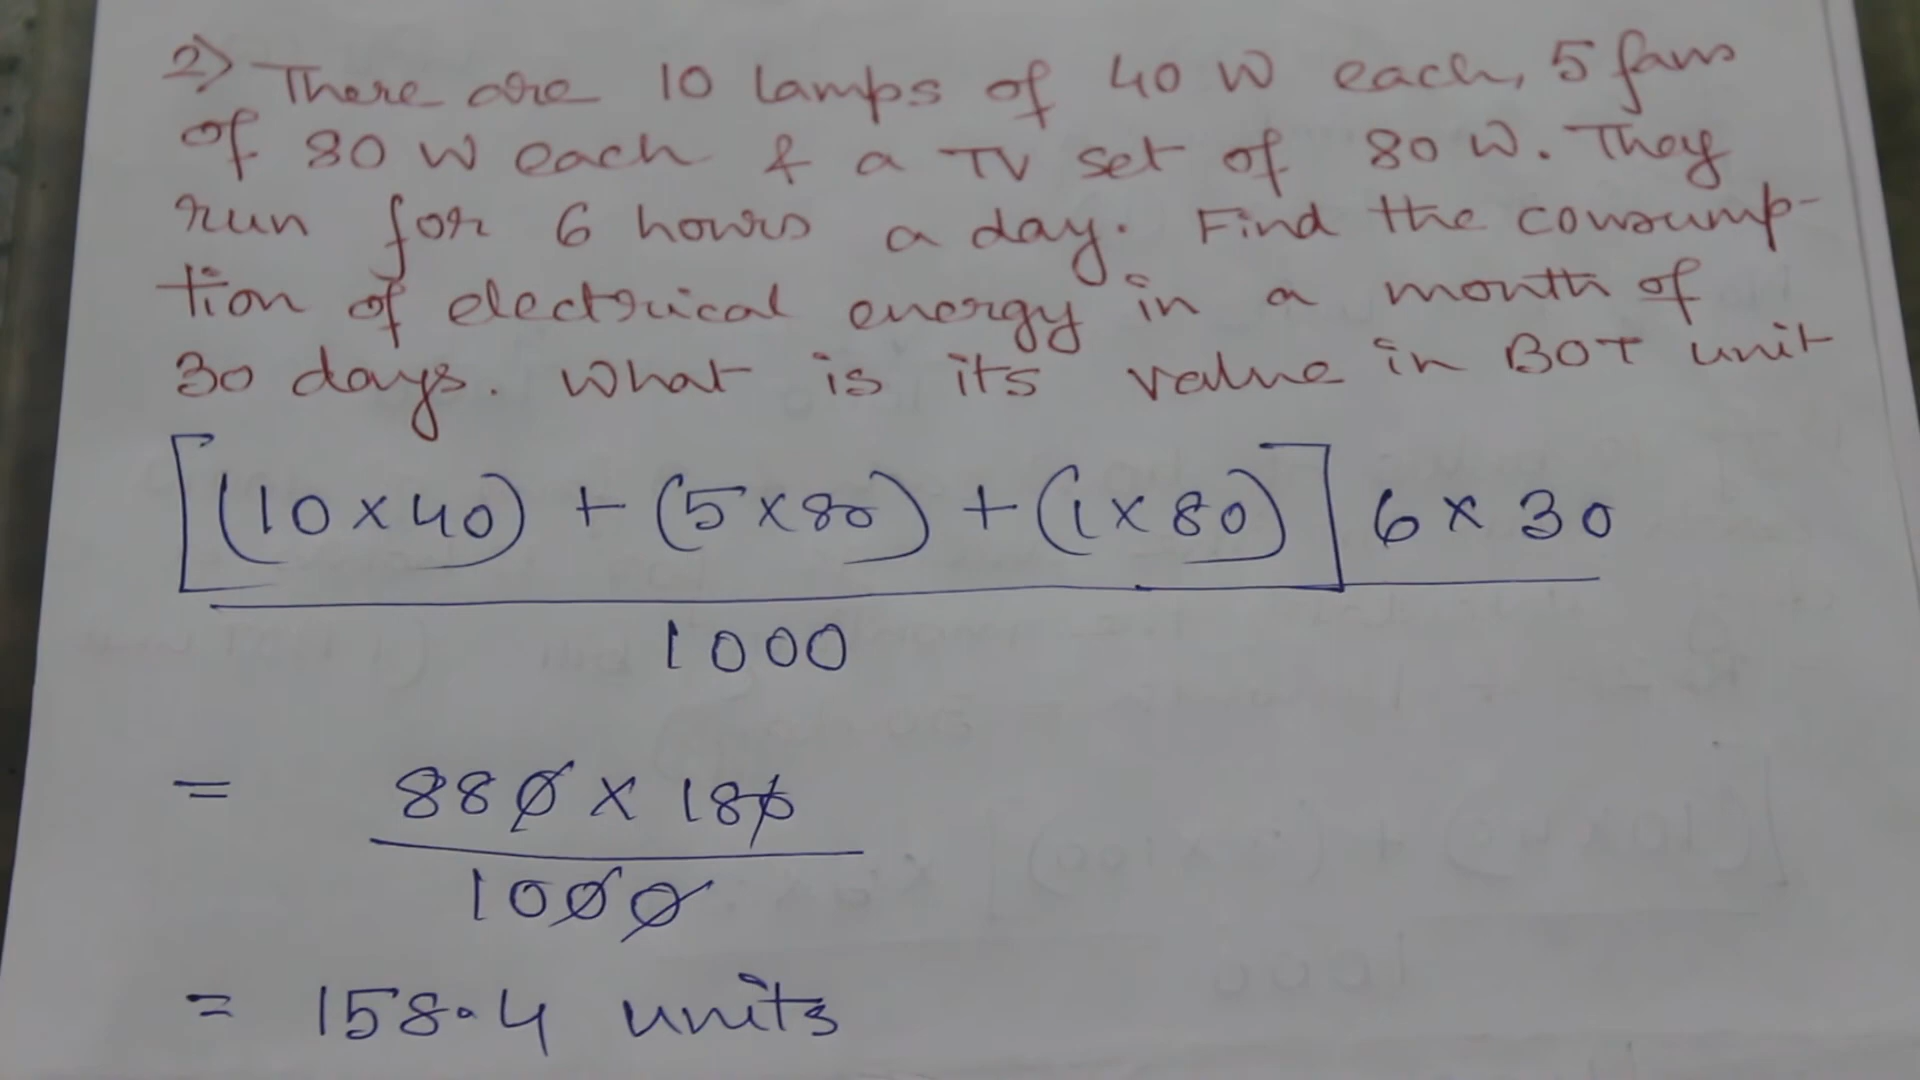 2) There are 10 lamps of 40 W each, 5 fans
of 80 W each & a TV set of 80 W. They
run for 6 hours a day. Find the consump-
tion of electrical energy in a month of
30 days. What is its value in BOT unit
[(10 x 40) + (5 x 80) + (1 x 80)] 6 x 30
1000
= 880 x 180
1000
= 158.4 units